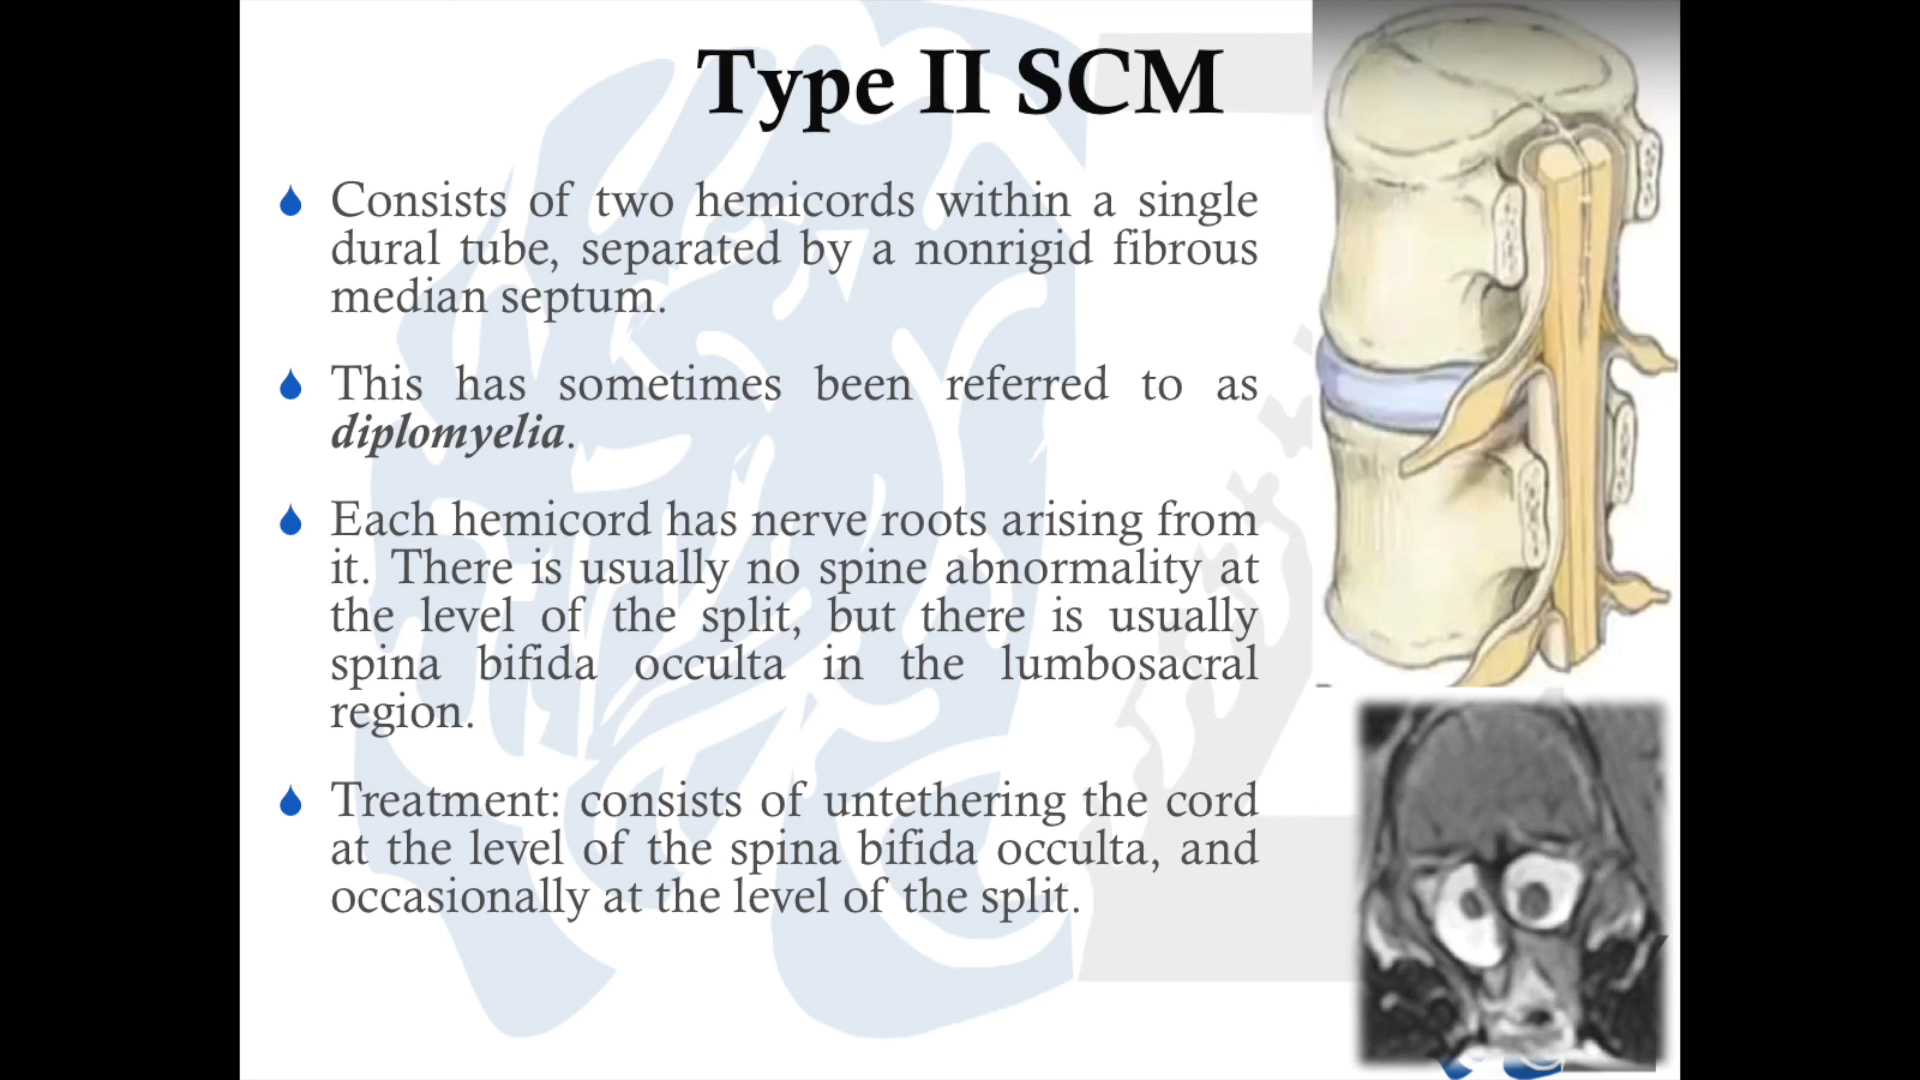 Type II SCM
Consists of two hemicords within a single
dural tube, separated by a nonrigid fibrous
median septum.
This has sometimes been referred to as
diplomyelia.
Each hemicord has nerve roots arising from
it. There is usually no spine abnormality at
the level of the split, but there is usually
spina bifida occulta in the lumbosacral
region.
Treatment: consists of untethering the cord
at the level of the spina bifida occulta, and
occasionally at the level of the split.